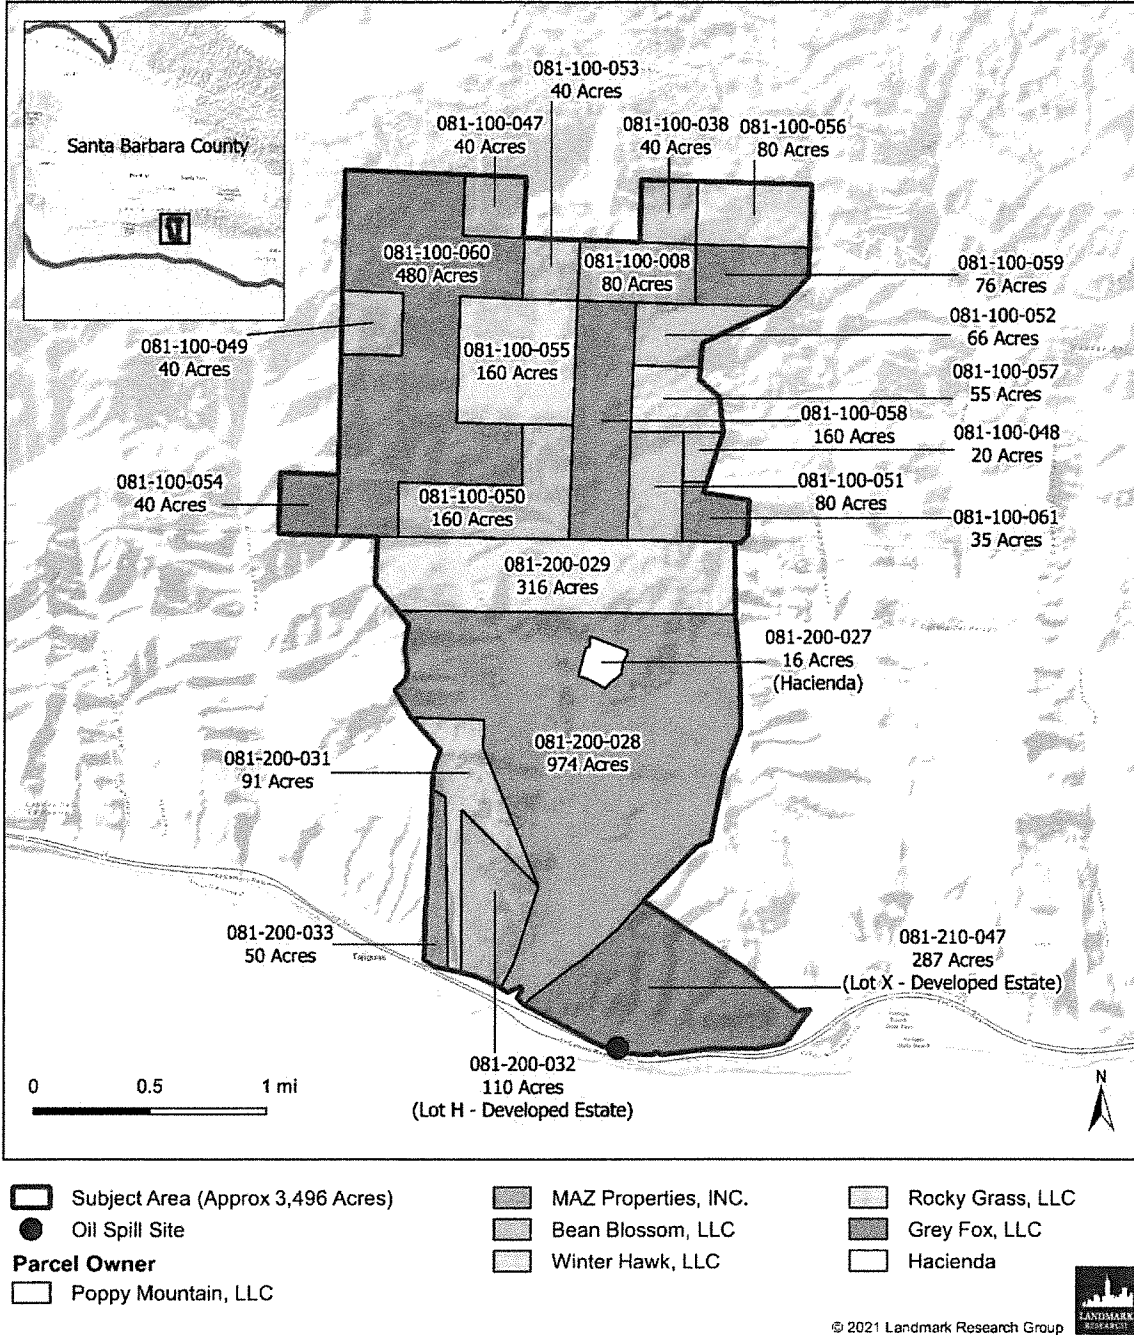 Santa Barbara County
081-100-053
40 Acres
081-100-047
40 Acres
081-100-038
40 Acres
081-100-056
80 Acres
081-100-060
480 Acres
081-100-008
80 Acres
081-100-059
76 Acres
081-100-049
40 Acres
081-100-055
160 Acres
081-100-052
66 Acres
081-100-057
55 Acres
081-100-058
160 Acres
081-100-048
20 Acres
081-100-054
40 Acres
081-100-050
160 Acres
081-100-051
80 Acres
081-100-061
35 Acres
081-200-029
316 Acres
081-200-027
16 Acres
(Hacienda)
081-200-028
974 Acres
081-200-031
91 Acres
081-200-033
50 Acres
Tajiguas
081-210-047
287 Acres
(Lot X - Developed Estate)
081-200-032
110 Acres
(Lot H - Developed Estate)
0 0.5 1 mi
N
Subject Area (Approx 3,496 Acres)
Oil Spill Site
Parcel Owner
Poppy Mountain, LLC
MAZ Properties, INC.
Bean Blossom, LLC
Winter Hawk, LLC
Rocky Grass, LLC
Grey Fox, LLC
Hacienda
LANDMARK
RESEARCH
© 2021 Landmark Research Group